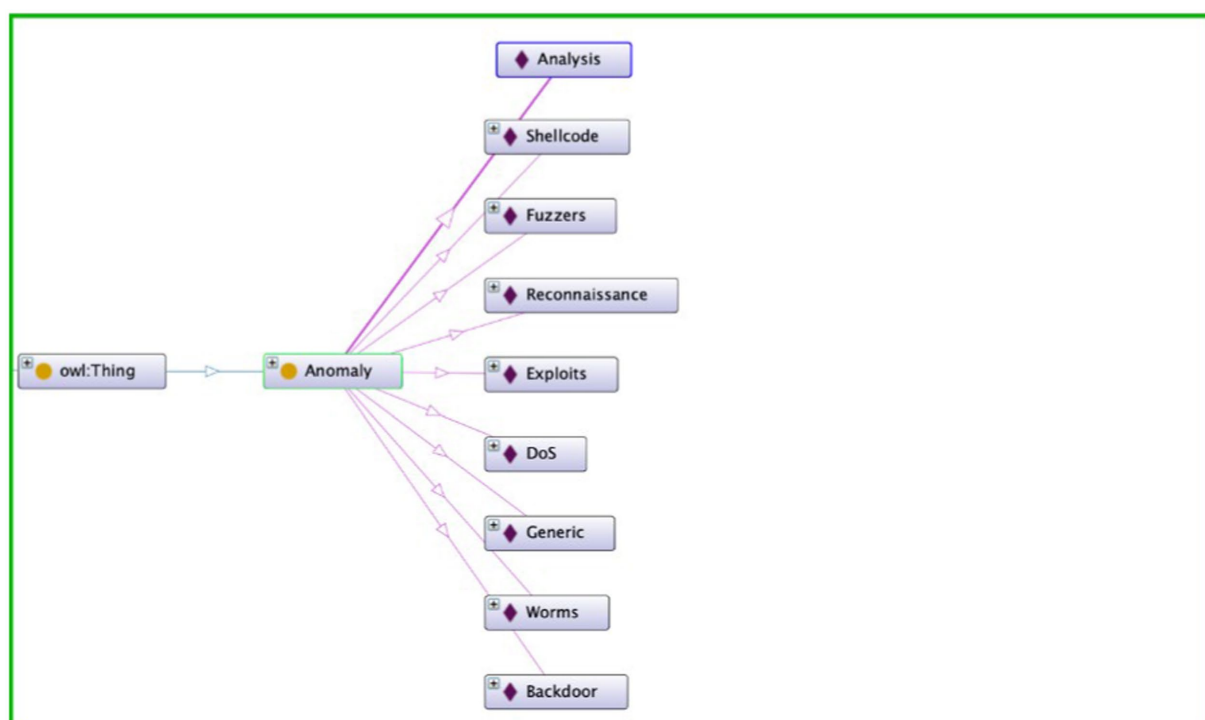 Analysis
Shellcode
Fuzzers
Reconnaissance
owl:Thing
Anomaly
Exploits
DoS
Generic
Worms
Backdoor